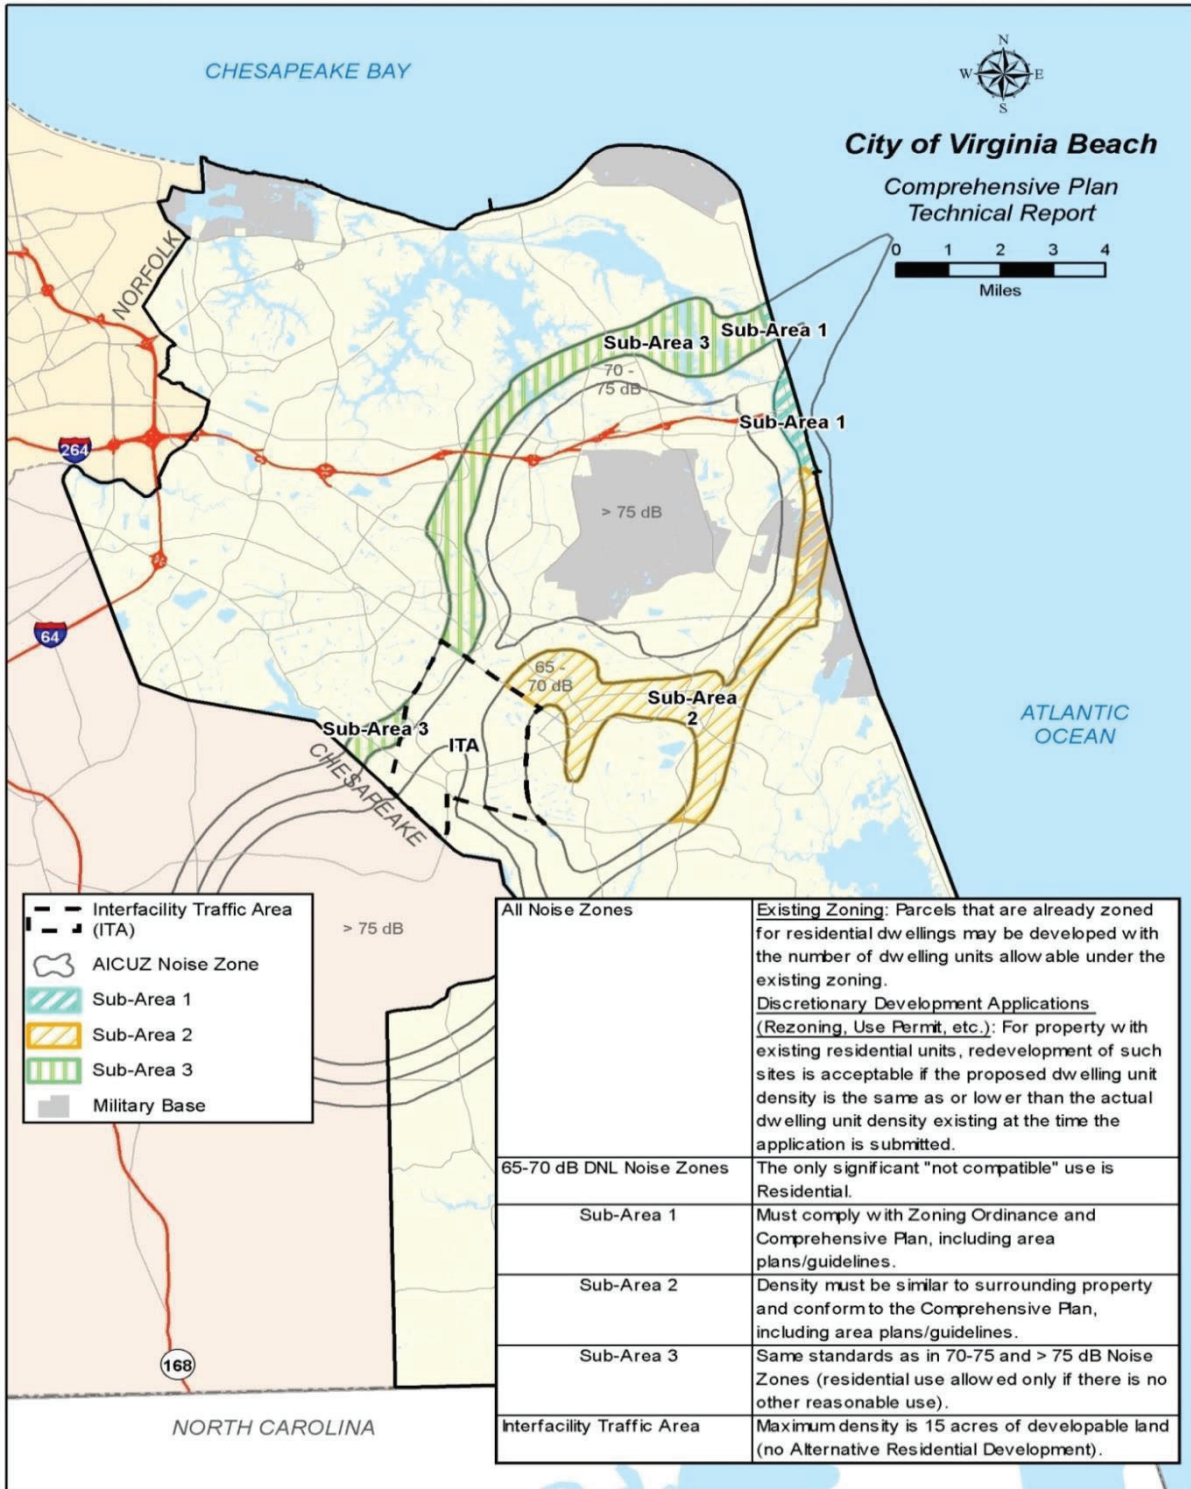 CHESAPEAKE BAY
N
W E
S
City of Virginia Beach
Comprehensive Plan
Technical Report
0 1 2 3 4
Miles
NORFOLK
Sub-Area 1
Sub-Area 3
70 -
75 dB
Sub-Area 1
264
> 75 dB
64
65 -
70 dB
Sub-Area
2
Sub-Area 3
ITA
ATLANTIC
OCEAN
CHESAPEAKE
Interfacility Traffic Area
(ITA)
AICUZ Noise Zone
Sub-Area 1
Sub-Area 2
Sub-Area 3
Military Base
> 75 dB
168
NORTH CAROLINA
All Noise Zones
Existing Zoning: Parcels that are already zoned
for residential dwellings may be developed with
the number of dwelling units allowable under the
existing zoning.
Discretionary Development Applications
(Rezoning, Use Permit, etc.): For property with
existing residential units, redevelopment of such
sites is acceptable if the proposed dwelling unit
density is the same as or lower than the actual
dwelling unit density existing at the time the
application is submitted.
65-70 dB DNL Noise Zones
The only significant "not compatible" use is
Residential.
Sub-Area 1
Must comply with Zoning Ordinance and
Comprehensive Plan, including area
plans/guidelines.
Sub-Area 2
Density must be similar to surrounding property
and conform to the Comprehensive Plan,
including area plans/guidelines.
Sub-Area 3
Same standards as in 70-75 and > 75 dB Noise
Zones (residential use allowed only if there is no
other reasonable use).
Interfacility Traffic Area
Maximum density is 15 acres of developable land
(no Alternative Residential Development).